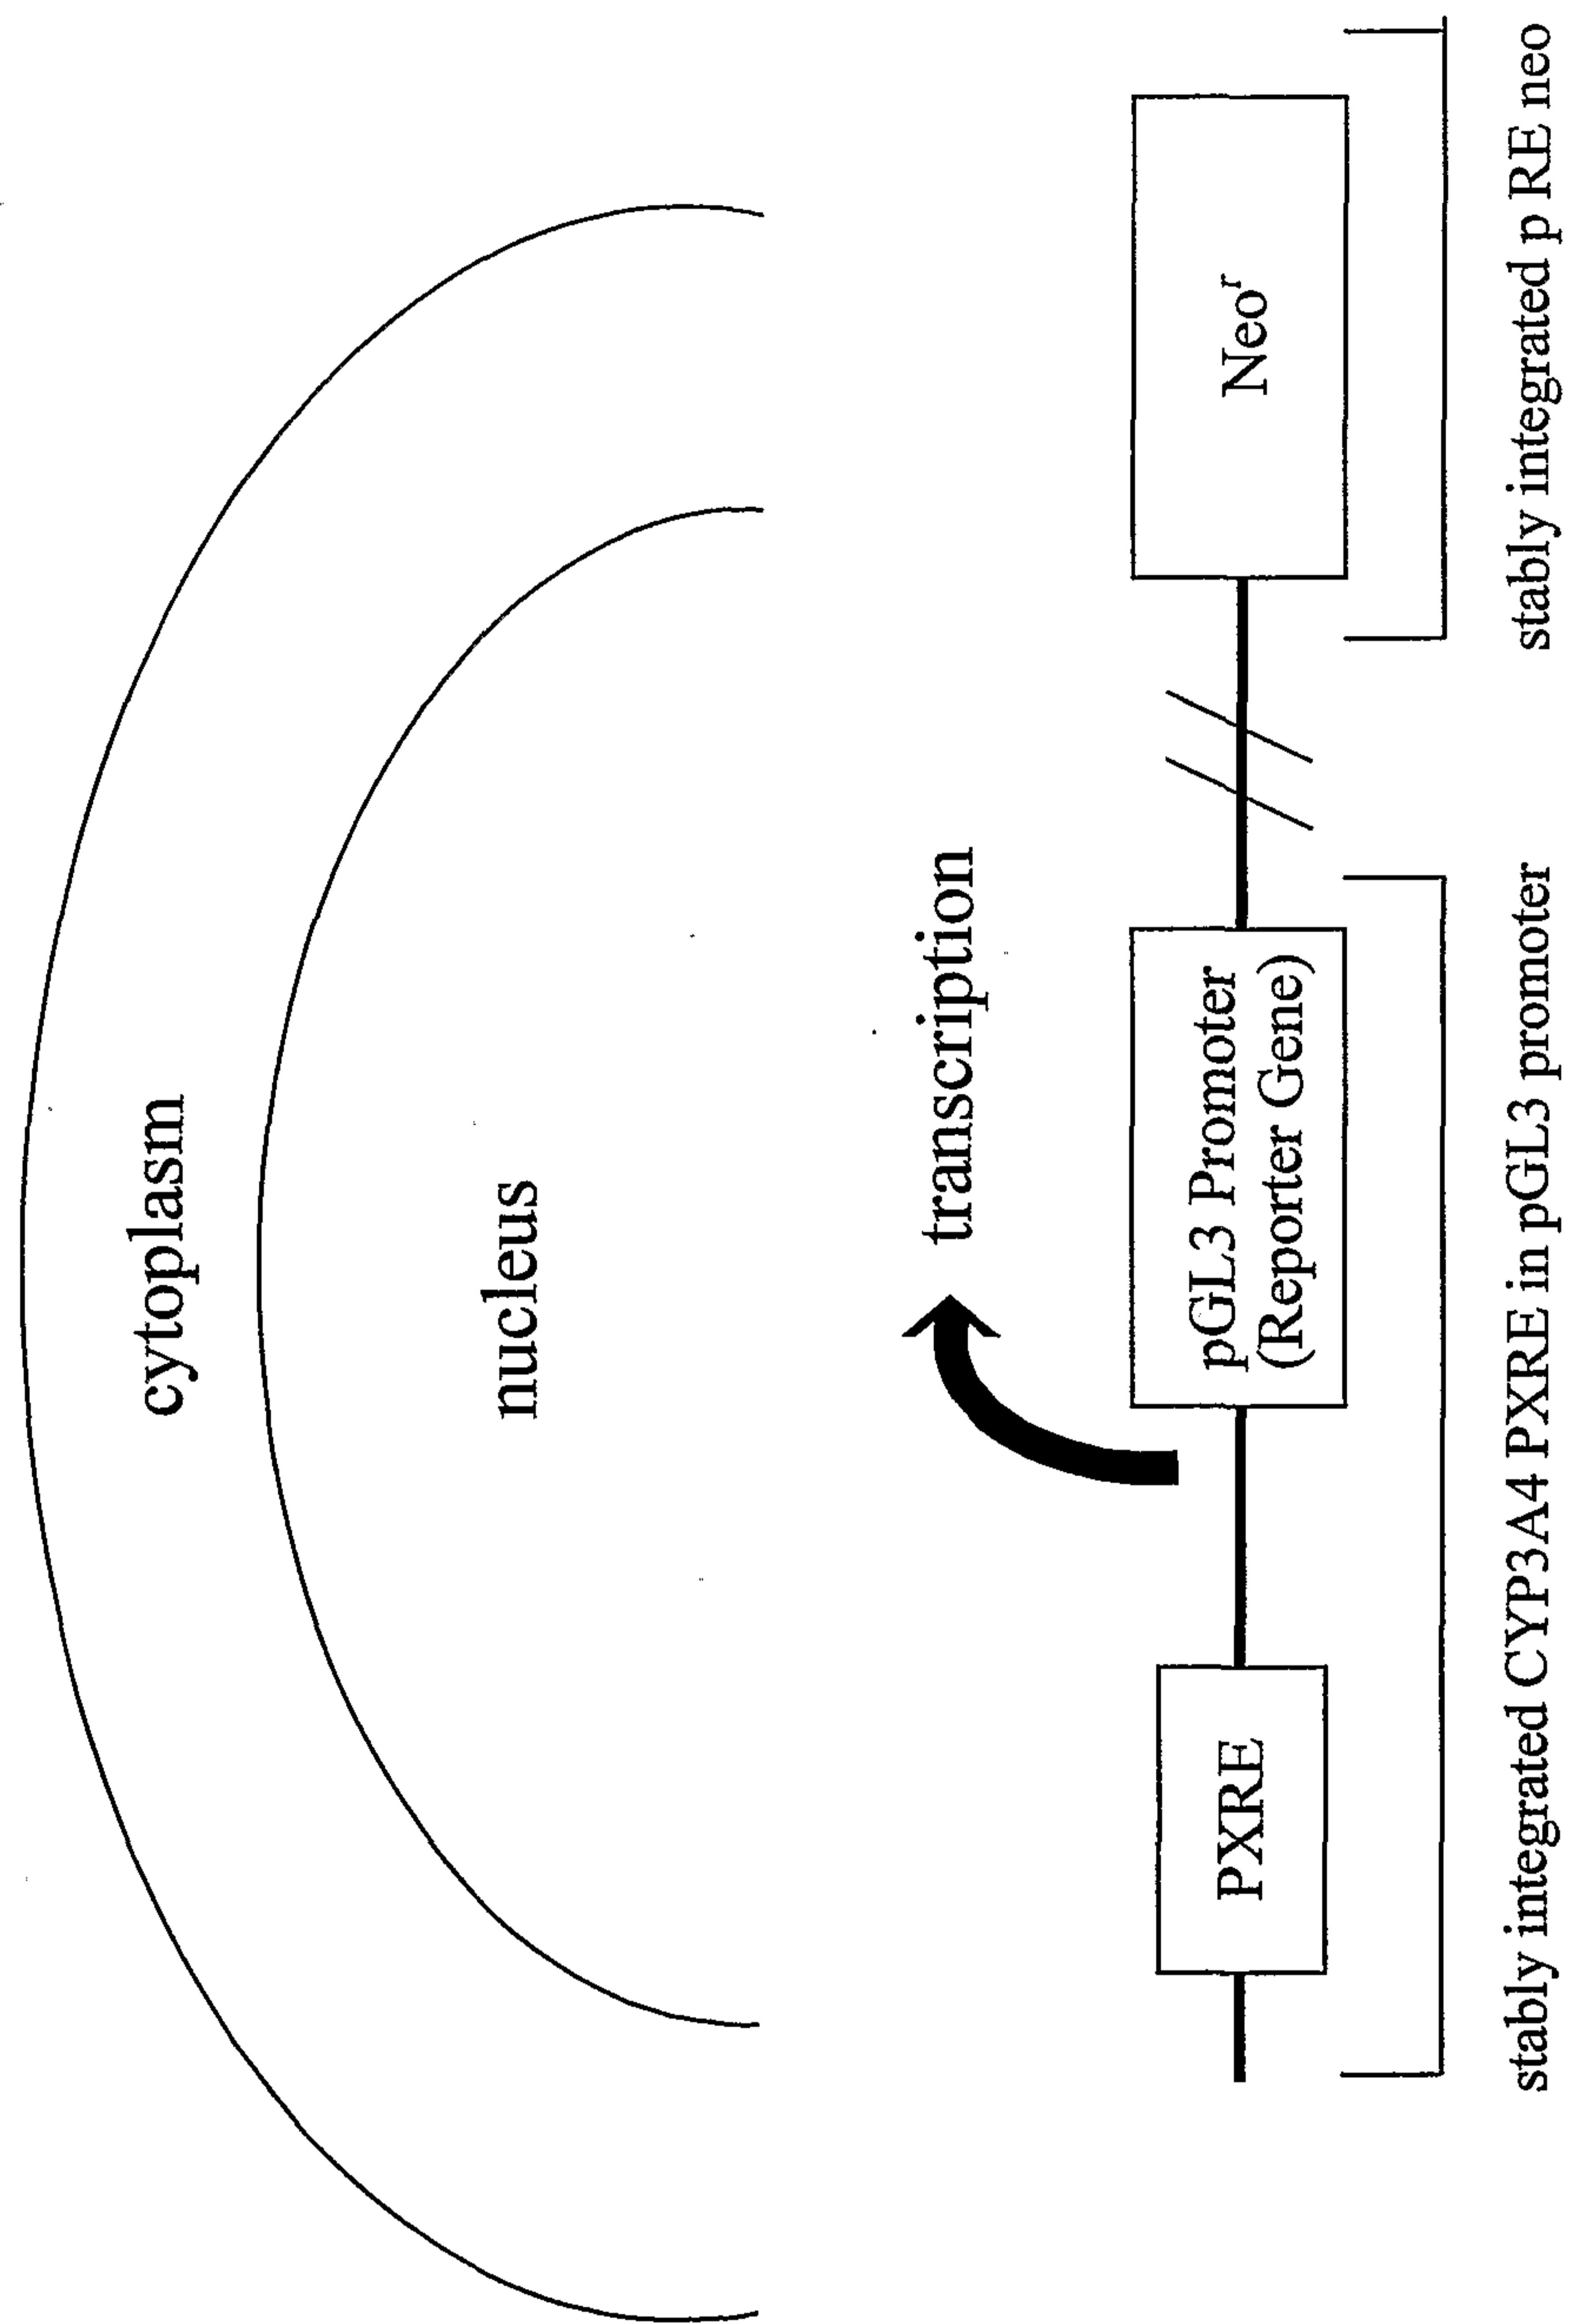 cytoplasm
nucleus
transcription
PXRE
pGL3 Promoter
(Reporter Gene)
Neoʳ
stably integrated CYP3A4 PXRE in pGL3 promoter
stably integrated p RE neo